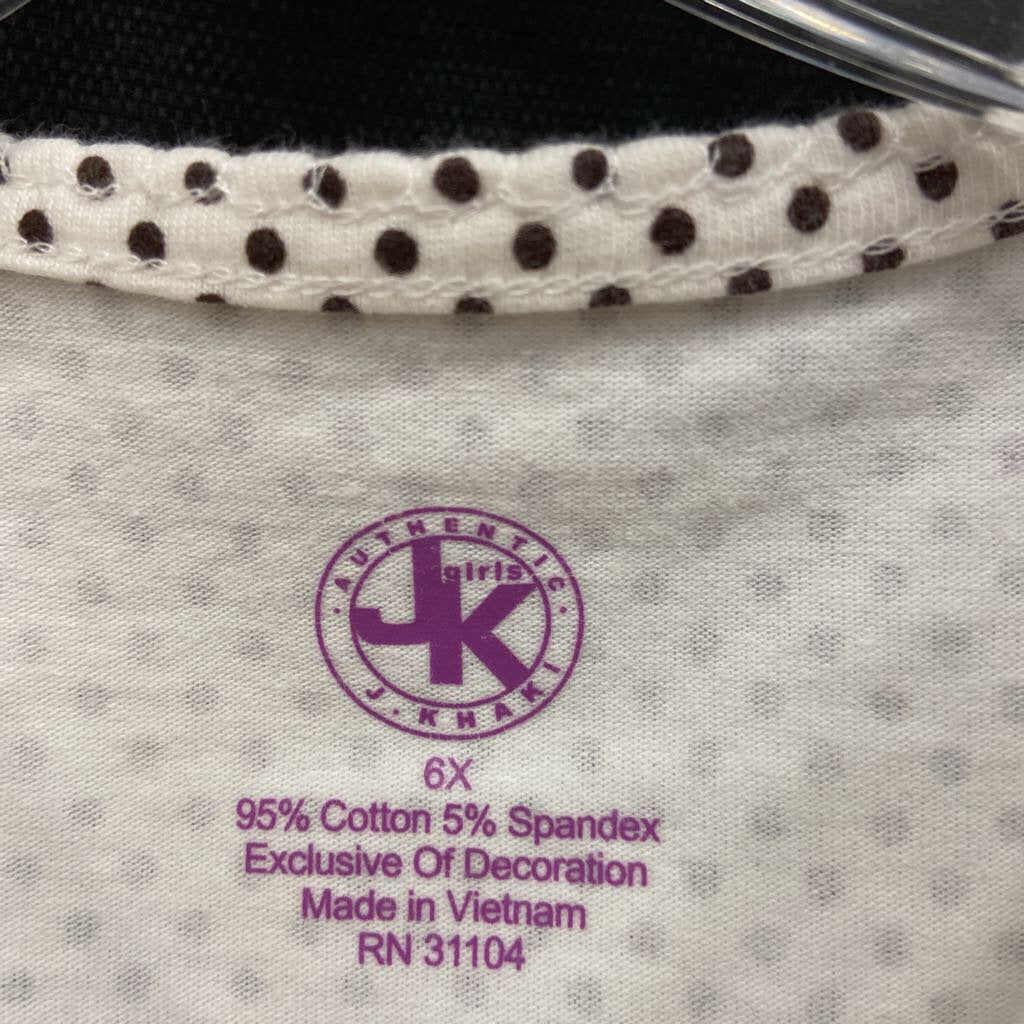 AUTHENTIC
girls
JK
J. KHAKI
6X
95% Cotton 5% Spandex
Exclusive Of Decoration
Made in Vietnam
RN 31104